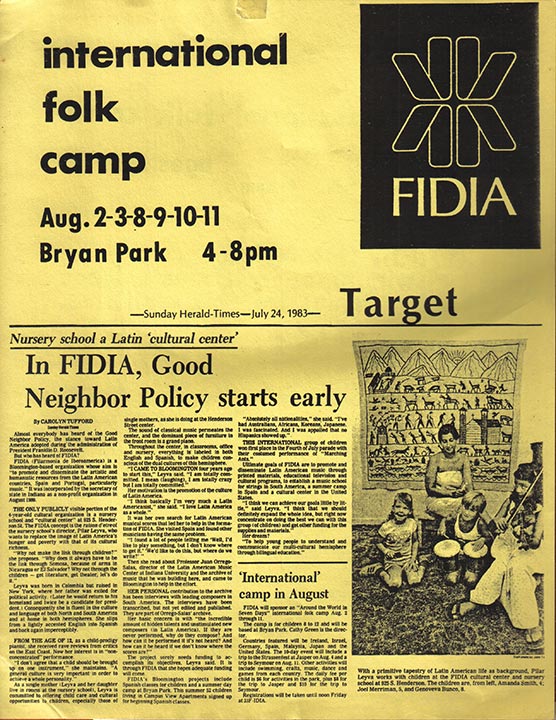 international
folk
camp
Aug. 2-3-8-9-10-11
Bryan Park 4-8pm
FIDIA
—Sunday Herald-Times—July 24, 1983—
Target
Nursery school a Latin 'cultural center'
In FIDIA, Good
Neighbor Policy starts early
By CAROLYN TUFFORD
Almost everybody has heard of the Good
Neighbor Policy, the stance toward Latin
America adopted during the administration of
President Franklin D. Roosevelt.
But who has heard of FIDIA?
FIDIA (Fomento de Iberoamerica) is a
Bloomington-based organization whose aim is
"to promote and disseminate the artistic and
humanistic resources from the Latin American
countries, Spain and Portugal, particularly
music." It was incorporated by the secretary of
state in Indiana as a non-profit organization in
August
THE ONLY PUBLICLY visible portion of the
-year-old cultural organization is a nursery
school and "cultural center" at 825 S. Hender-
son St. The FIDIA concept is the raison d'etre of
the nursery school's director, Pilar Leyva, who
wants to replace the image of Latin America's
hunger and poverty with that of its cultural
richness.
"Why not make the link through children?"
she proposes. "Why does it always have to be
the link through Somoza, because of arms in
Nicaragua or El Salvador? Why not through the
children — get literature, get theater, let's do
it."
Leyva was born in Colombia but raised in
New York, where her father was exiled for
political activity. (Later he would return to his
homeland and twice be a candidate for presi-
dent.) Consequently she is fluent in the culture
and language of both North and South America
and at home in both hemispheres. She slips
from a lightly accented English into Spanish
and back again imperceptibly.
FROM THE AGE OF 12, as a child-prodigy
pianist, she received rave reviews from critics
on the East Coast. Now her interest is in "non-
concentrated" performance.
"I don't agree that a child should be brought
up on one instrument," she maintains. "A
general culture is very important in order to
achieve a whole personality."
As a single mother (Leyva and her daughter
live in rooms at the nursery school), Leyva is
committed to offering child care and cultural
opportunities to children, especially those of
single mothers, as she is doing at the Henderson
Street center.
The sound of classical music permeates the
center, and the dominant piece of furniture in
the front room is a grand piano.
Throughout the center, in classrooms, office
and nursery, everything is labeled in both
English and Spanish, to make children cons-
cious of the dual cultures of this hemisphere.
"I CAME TO BLOOMINGTON four years ago
to start this," Leyva said. "I am totally com-
mitted. I mean (laughing), I am totally crazy
but I am totally committed."
Committed to the promotion of the culture
of Latin America.
"I think basically I'm very much a Latin
Americanist," she said. "I love Latin America
as a whole."
It was her own search for Latin American
musical scores that led her to help in the forma-
tion of FIDIA. She visited Spain and found other
musicians having the same problem.
"I found a lot of people telling me 'Well, I'd
like to play something, but I don't know where
to get it.' We'd like to do this, but where do we
write?'"
Then she read about Professor Juan Orrego-
Salas, director of the Latin American Music
Center of Indiana University and the archive of
music that he was building here, and came to
Bloomington to help in the effort.
HER PERSONAL contribution to the archive
has been interviews with leading composers in
South America. The interviews have been
transcribed, but not yet edited and published.
They are part of Orrego-Salas' archive.
Her basic concern is with "the incredible
amount of hidden talents and unstimulated new
composers (in Latin America). If they are
never performed, why do they compose? And
how can it be performed if it's not heard? And
how can it be heard if we don't know where the
scores are?"
The project sorely needs funding to accom-
plish its objectives, Leyva said. It is
through FIDIA that she hopes adequate funding
will come.
FIDIA's Bloomington projects include
Spanish classes for children and a summer day
camp at Bryan Park. This summer 52 children
living in Campus View Apartments signed up
for beginning Spanish classes.
"Absolutely all nationalities," she said. "I've
had Australians, Africans, Koreans, Japanese.
I was fascinated. And I was appalled that no
Hispanics showed up."
THIS INTERNATIONAL group of children
won first place in the Fourth of July parade with
their costumed performance of "Marching
Ants."
Ultimate goals of FIDIA are to promote and
disseminate Latin American music through
printed materials, educational television and
cultural programs, to establish a music school
for strings in South America, a summer camp
in Spain and a cultural center in the United
States.
"I think we can achieve our goals little by lit-
tle," said Leyva. "I think that we should
definitely expand the whole idea, but right now
concentrate on doing the best we can with this
group (of children) and get other funding for the
supplies and materials."
Her dream?
"To help young people to understand and
communicate our multi-cultural hemisphere
through bilingual education."
'International'
camp in August
FIDIA will sponsor an "Around the World in
Seven Days" international folk camp Aug. 2
through 11.
The camp is for children 6 to 12 and will be
based at Bryan Park. Cathy Green is the direc-
tor.
Countries featured will be Ireland, Israel,
Germany, Spain, Malaysia, Japan and the
United States. The 10-day event will include a
trip to the Strassenfest at Jasper on Aug. 4 and a
trip to Seymour on Aug. 11. Other activities will
include swimming, crafts, music, dance and
games from each country. The daily fee per
child is $6 for activities in the park, plus $5 for
the trip to Jasper and $15 for the trip to
Seymour.
Registrations will be taken until noon Friday
at
With a primitive tapestry of Latin American life as background, Pilar
Leyva works with children at the FIDIA cultural center and nursery
school at 825 S. Henderson. The children are, from left, Amanda Smith, 4;
Joel Merriman, 5, and Genoveva Bunce, 8.